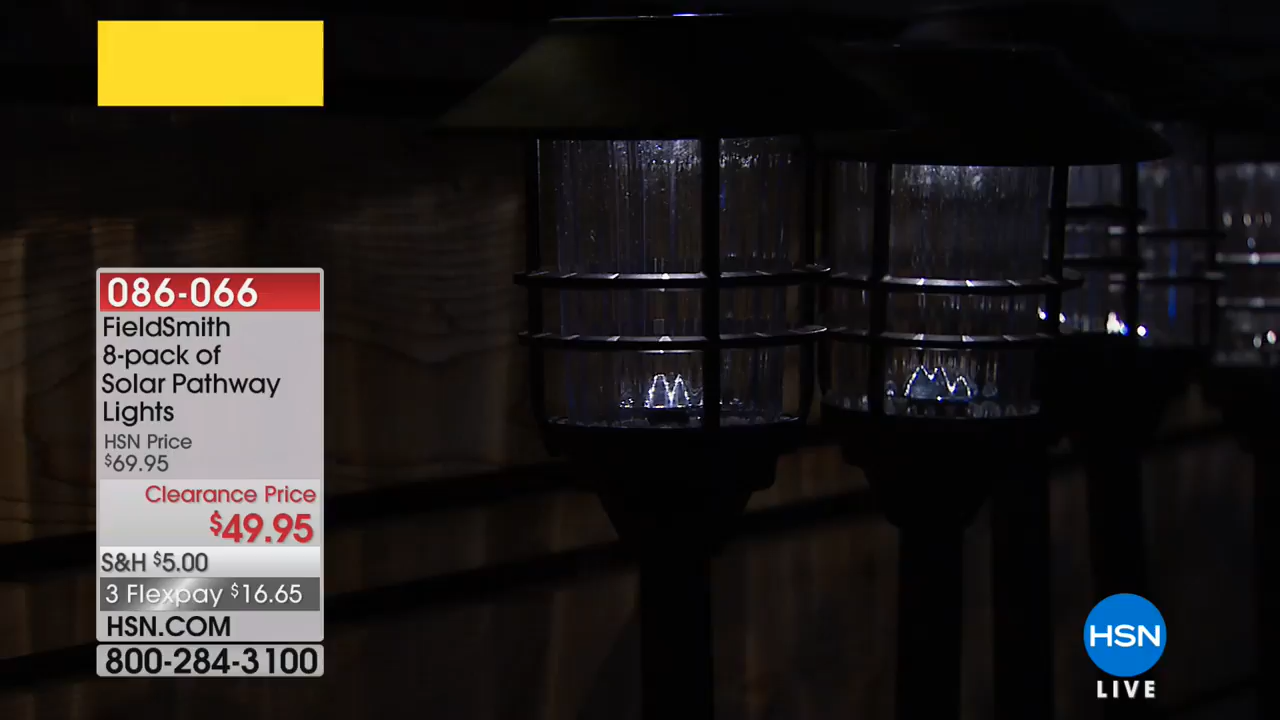 086-066
FieldSmith
8-pack of
Solar Pathway
Lights
HSN Price
$69.95
Clearance Price
$49.95
S&H $5.00
3 Flexpay $16.65
HSN.COM
800-284-3100
HSN
LIVE